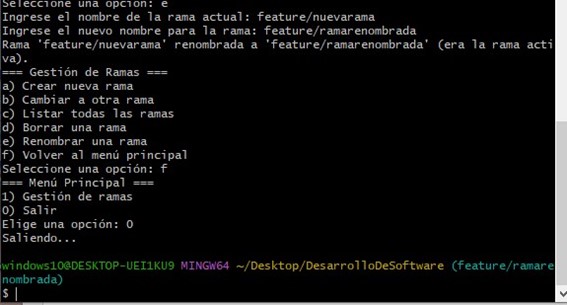 Seleccione una opción: e
Ingrese el nombre de la rama actual: feature/nuevarama
Ingrese el nuevo nombre para la rama: feature/ramarenombrada
Rama 'feature/nuevarama' renombrada a 'feature/ramarenombrada' (era la rama acti
va).
=== Gestión de Ramas ===
a) Crear nueva rama
b) Cambiar a otra rama
c) Listar todas las ramas
d) Borrar una rama
e) Renombrar una rama
f) Volver al menú principal
Seleccione una opción: f
=== Menú Principal ===
1) Gestión de ramas
0) Salir
Elige una opción: 0
Saliendo...
windows10@DESKTOP-UEI1KU9 MINGW64 ~/Desktop/DesarrolloDeSoftware (feature/ramare
nombrada)
$